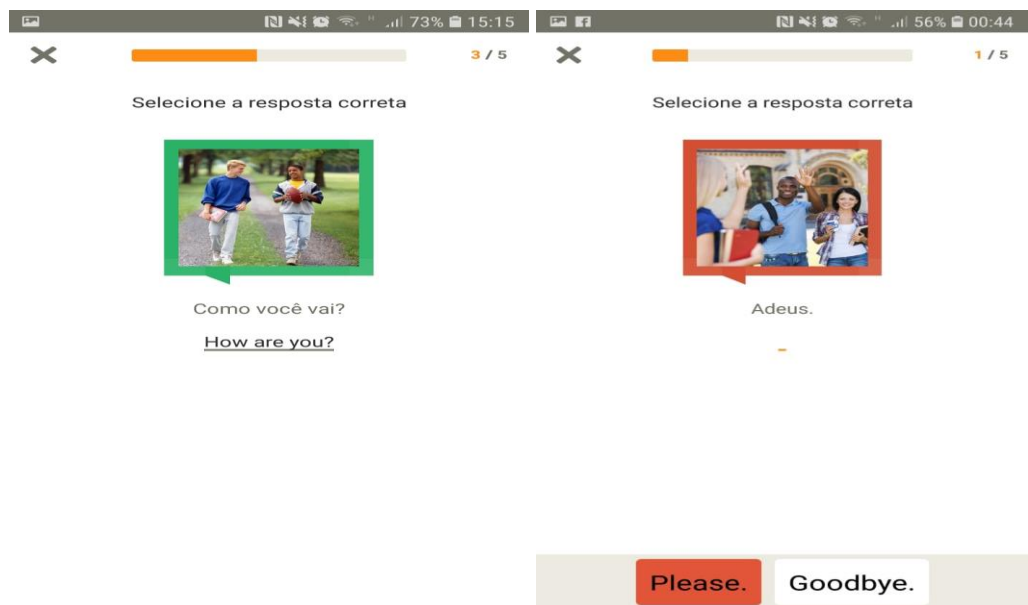 73% 15:15
3 / 5
Selecione a resposta correta
Como você vai?
How are you?
56% 00:44
1 / 5
Selecione a resposta correta
Adeus.
Please. Goodbye.